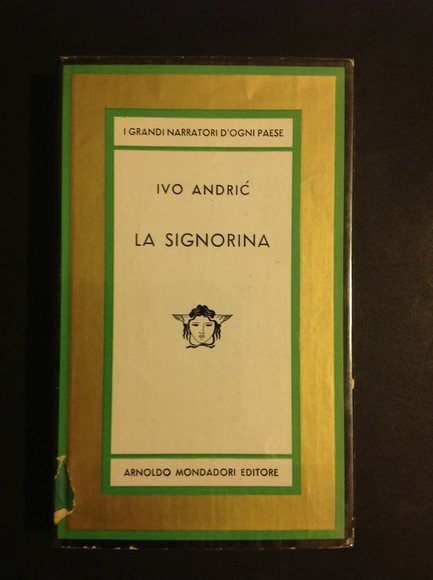 I GRANDI NARRATORI D'OGNI PAESE
IVO ANDRIĆ
LA SIGNORINA
ARNOLDO MONDADORI EDITORE